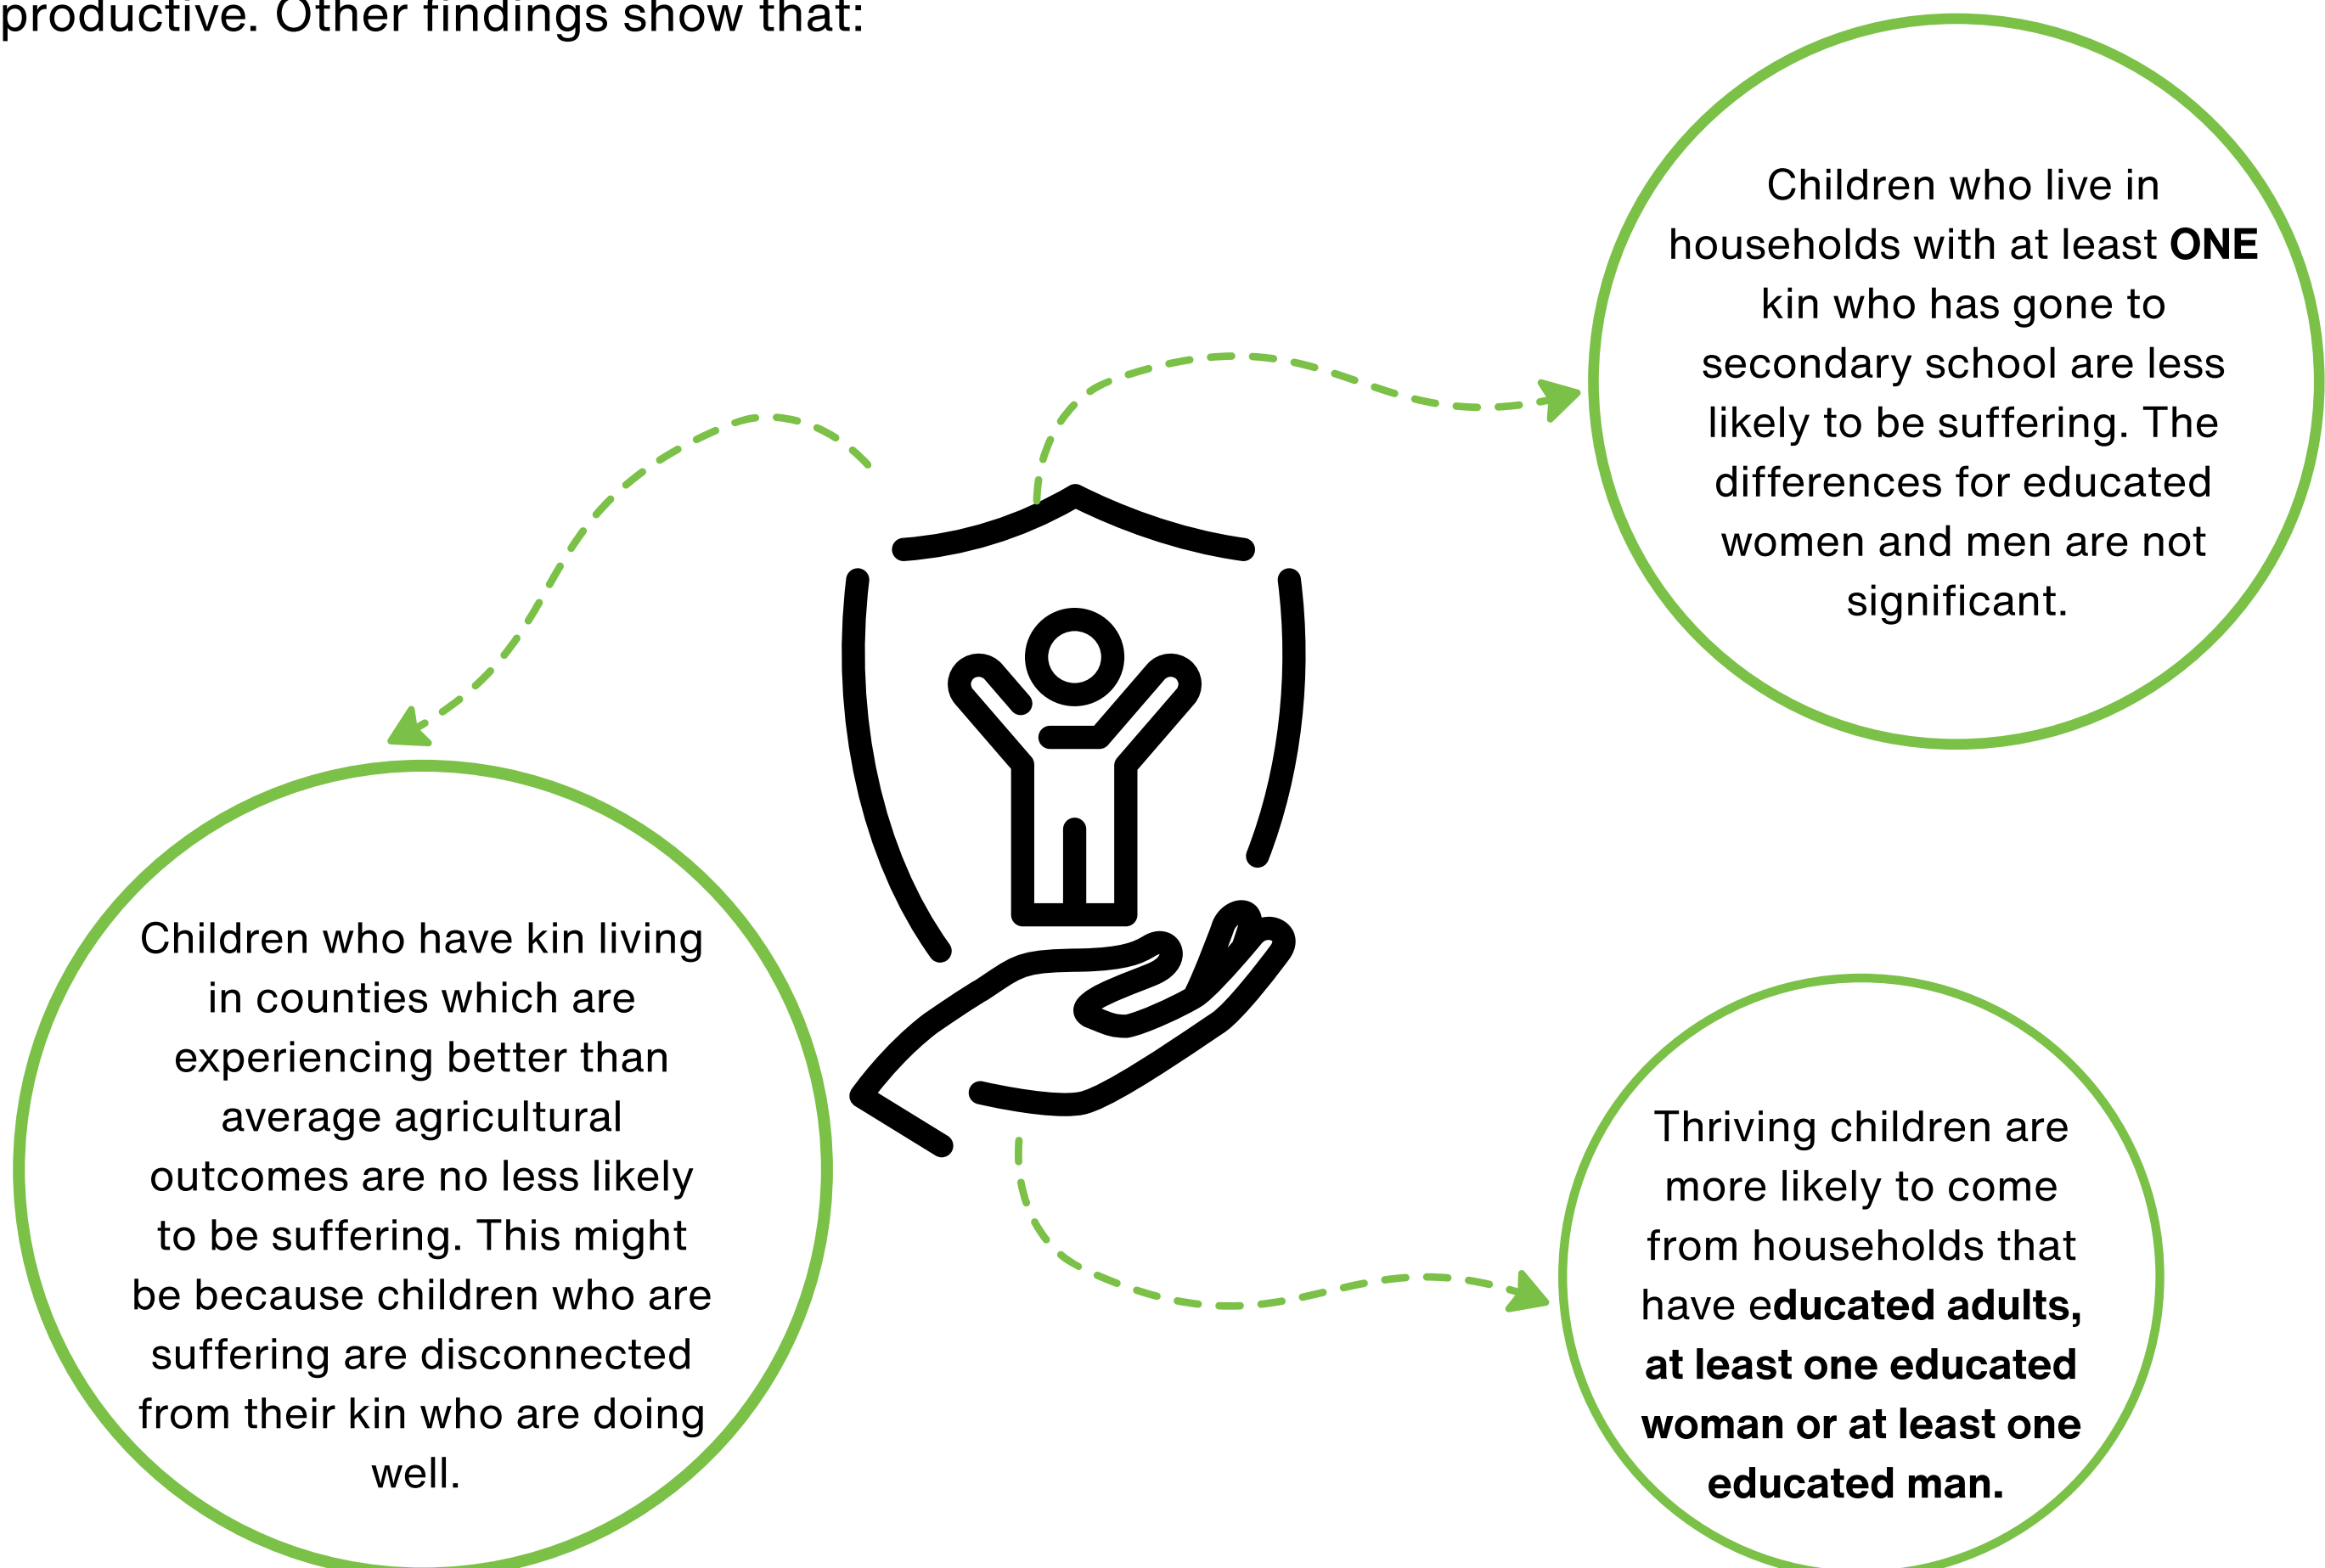 productive. Other findings show that:
Children who live in
households with at least ONE
kin who has gone to
secondary school are less
likely to be suffering. The
differences for educated
women and men are not
significant.
Children who have kin living
in counties which are
experiencing better than
average agricultural
outcomes are no less likely
to be suffering. This might
be because children who are
suffering are disconnected
from their kin who are doing
well.
Thriving children are
more likely to come
from households that
have educated adults,
at least one educated
woman or at least one
educated man.